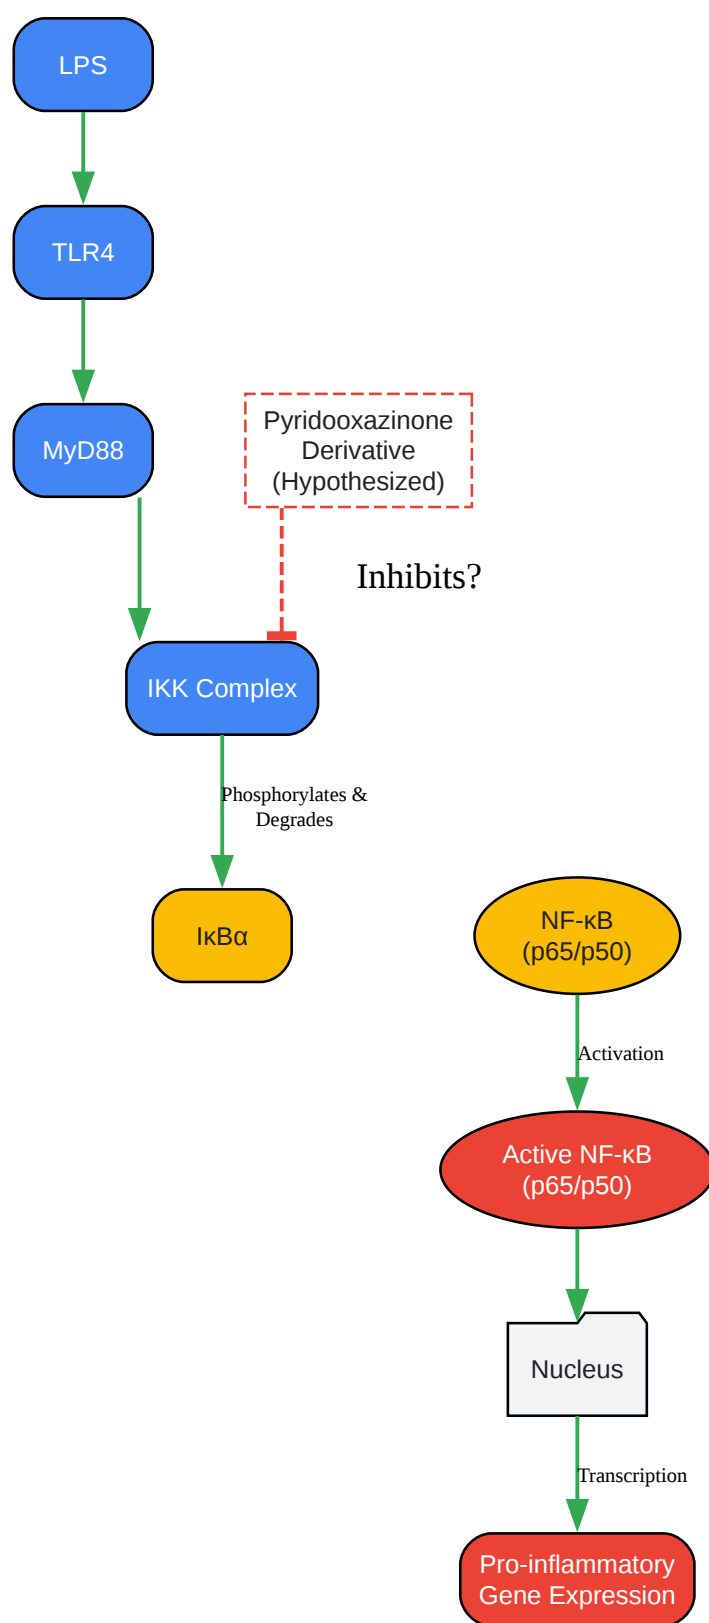 LPS
TLR4
MyD88
Pyridooxazinone
Derivative
(Hypothesized)
Inhibits?
IKK Complex
Phosphorylates &
Degrades
IκBα
NF-κB
(p65/p50)
Activation
Active NF-κB
(p65/p50)
Nucleus
Transcription
Pro-inflammatory
Gene Expression